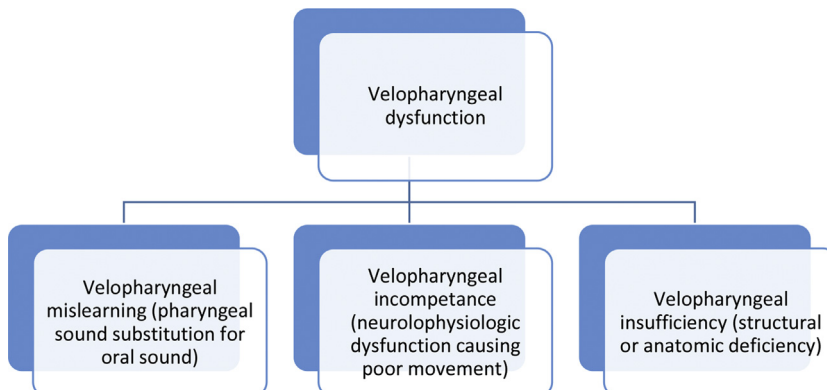 Velopharyngeal
dysfunction
Velopharyngeal
mislearning (pharyngeal
sound substitution for
oral sound)
Velopharyngeal
incompetance
(neurolophysiologic
dysfunction causing
poor movement)
Velopharyngeal
insufficiency (structural
or anatomic deficiency)